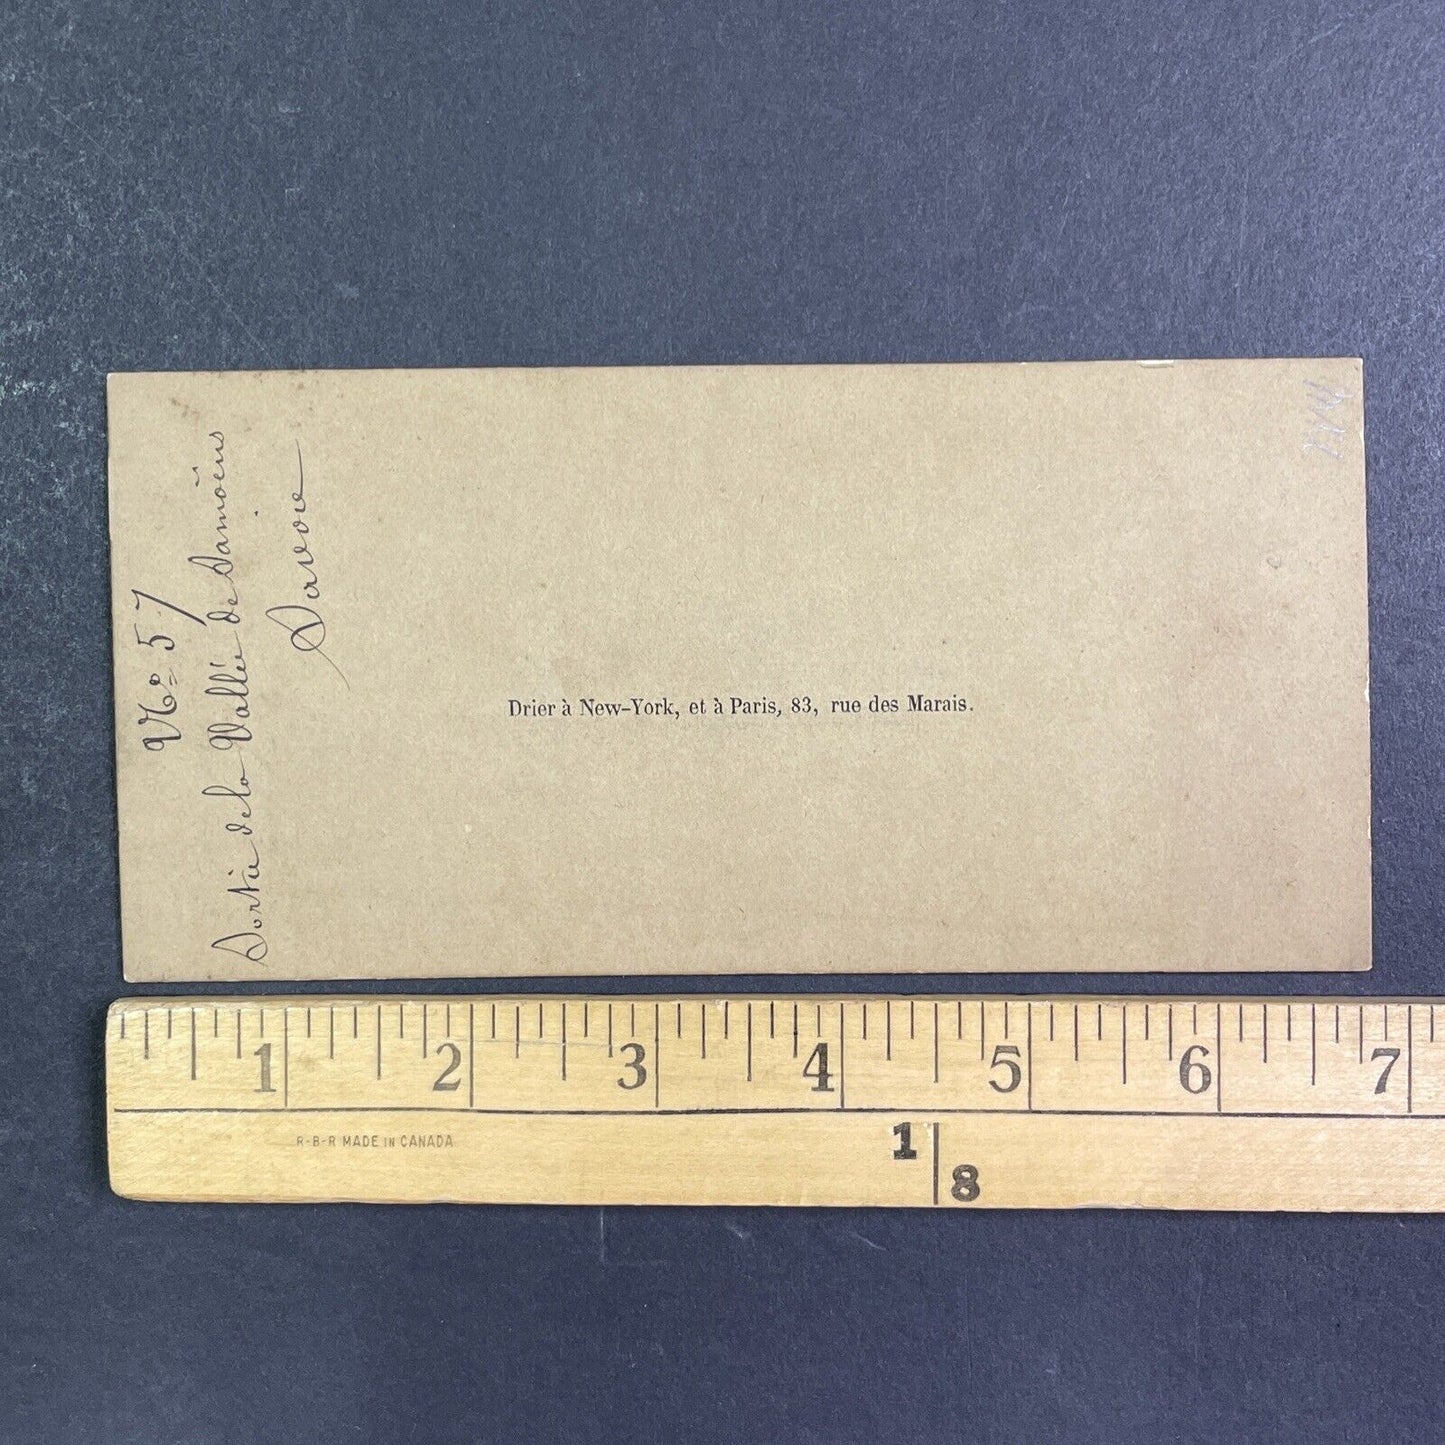 No 57
Sortie de la Vallée de Samoëns
Savoie
Drier à New-York, et à Paris, 83, rue des Marais.
1 2 3 4 5 6 7
R-B-R MADE IN CANADA
1
8